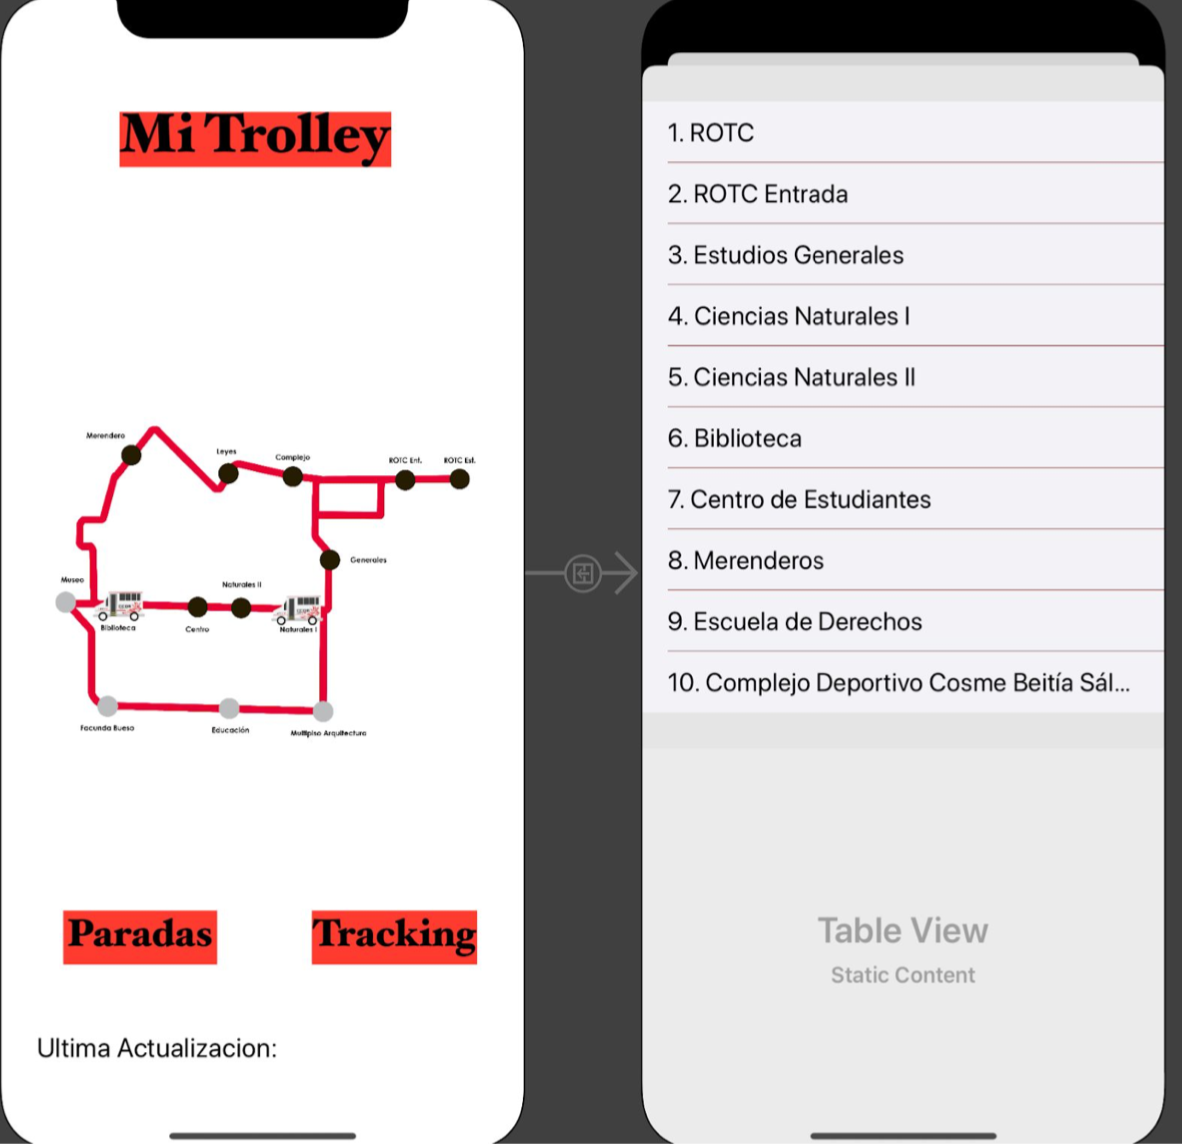 Mi Trolley
Merendero
Leyes
Complejo
ROTC Ent.
ROTC Est.
Generales
Museo
Naturales II
Biblioteca
Centro
Naturales I
Facundo Bueso
Educación
Multipiso Arquitectura
Paradas
Tracking
Ultima Actualizacion:
1. ROTC
2. ROTC Entrada
3. Estudios Generales
4. Ciencias Naturales I
5. Ciencias Naturales II
6. Biblioteca
7. Centro de Estudiantes
8. Merenderos
9. Escuela de Derechos
10. Complejo Deportivo Cosme Beitía Sál...
Table View
Static Content